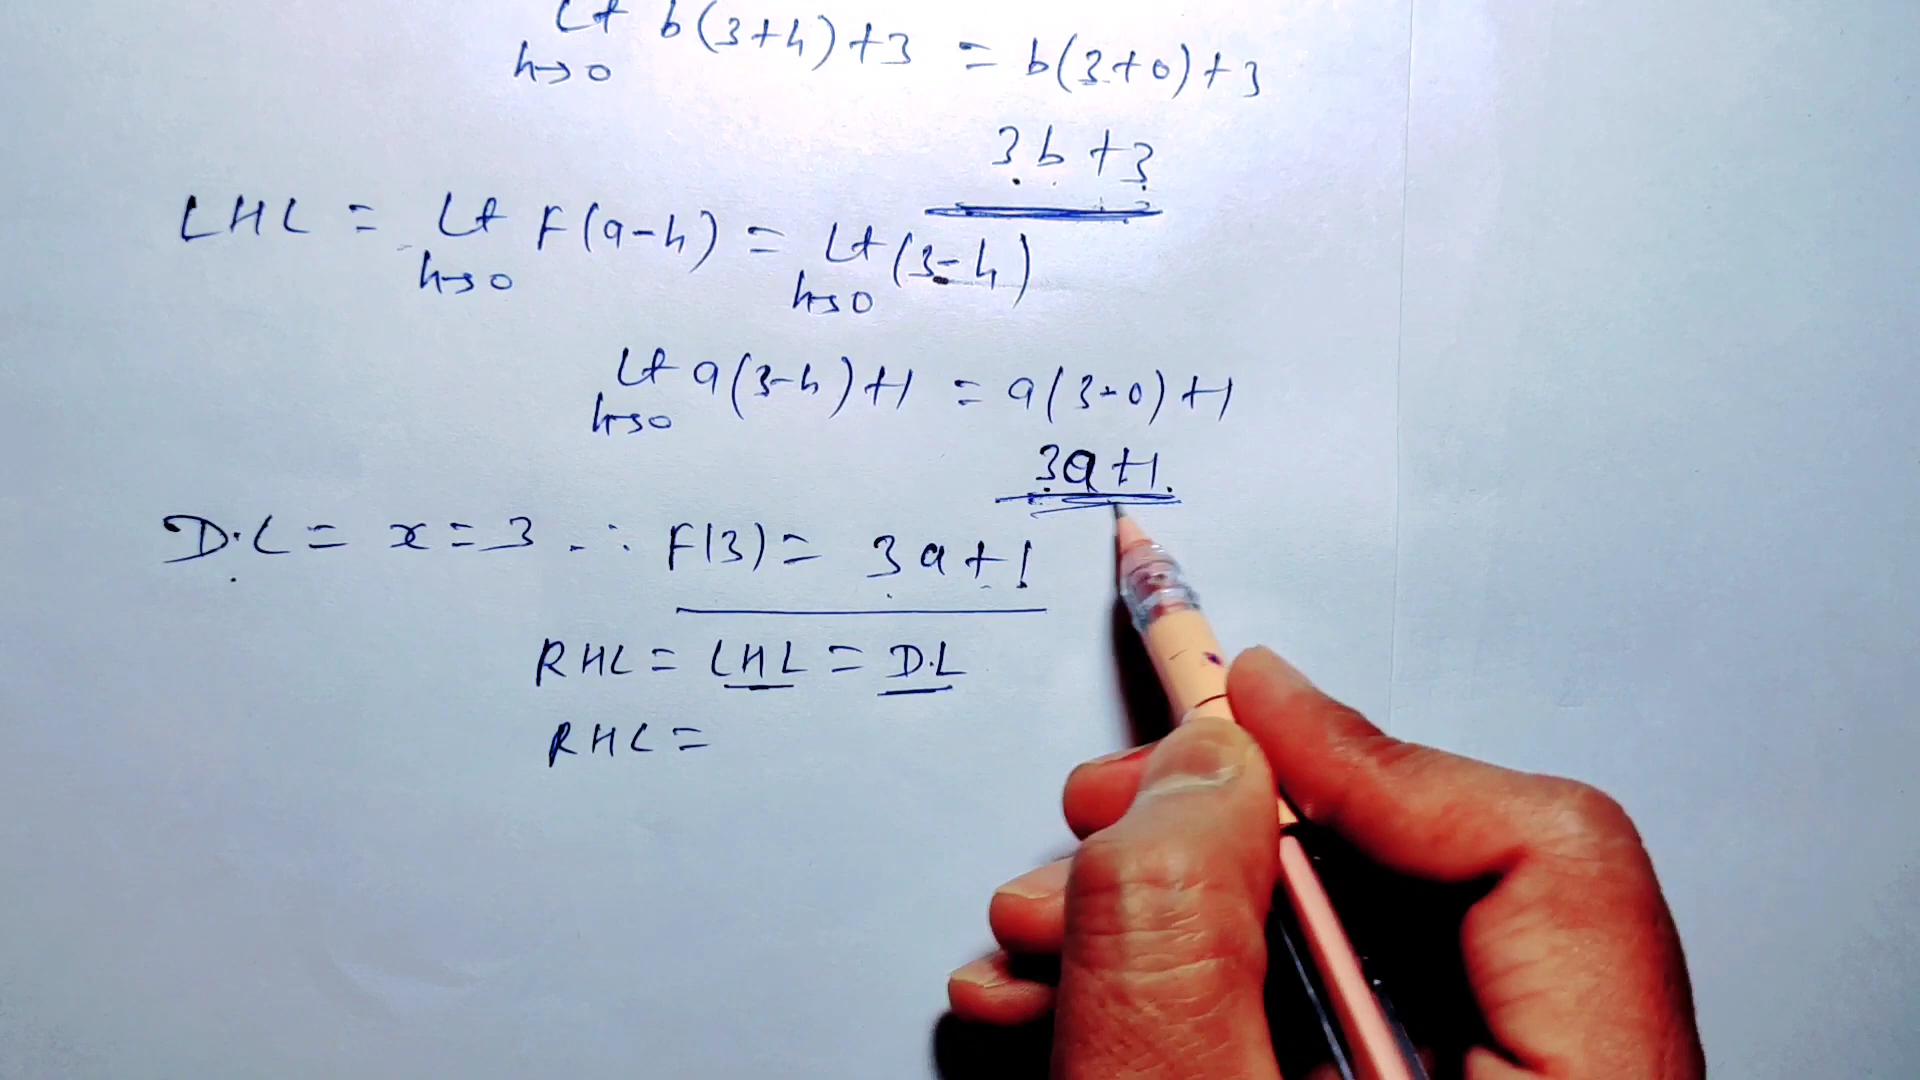 Lt b(3+h)+3 = b(3+0)+3
h→0
3b+3
LHL = Lt F(a-h) = Lt (3-h)
h→0 h→0
Lt a(3-h)+1 = a(3-0)+1
h→0
3a+1
D.L = x=3 ∴ F(3) = 3a+1
RHL = LHL = D.L
RHL =